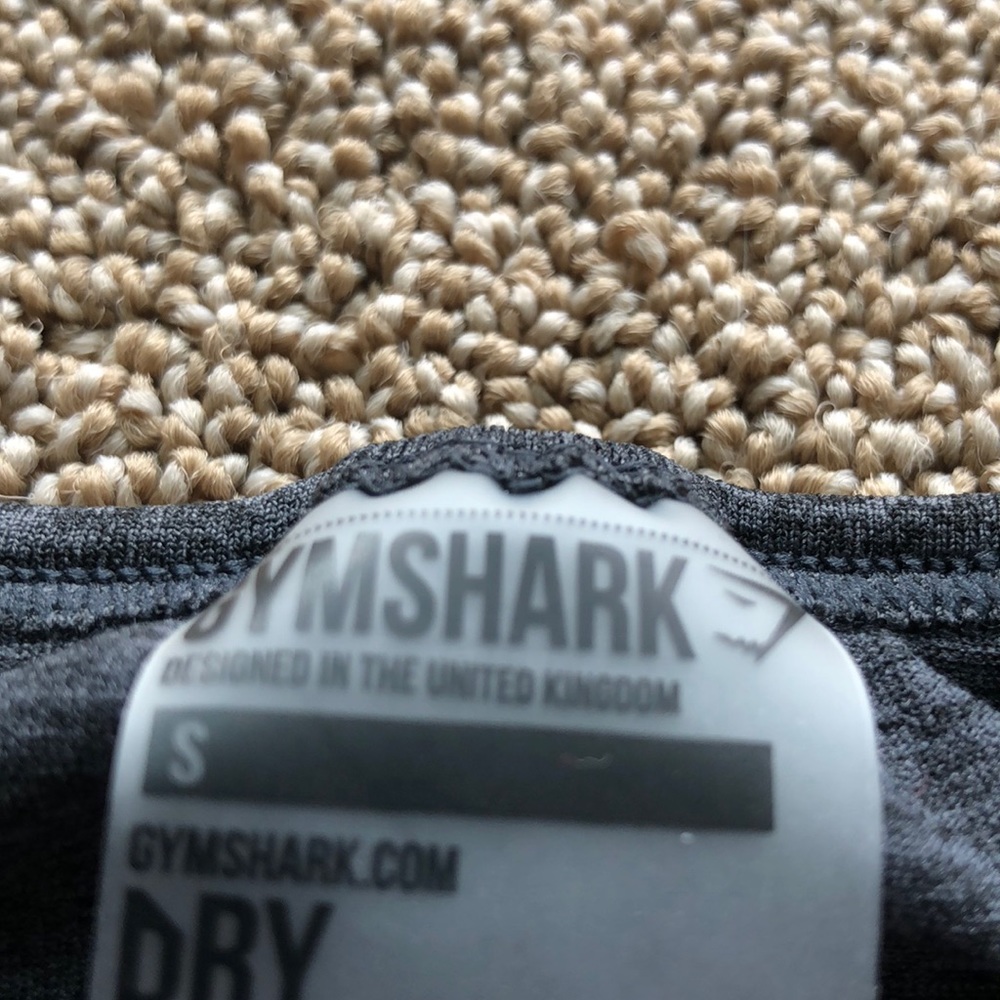 GYMSHARK
DESIGNED IN THE UNITED KINGDOM
S
GYMSHARK.COM
DRY